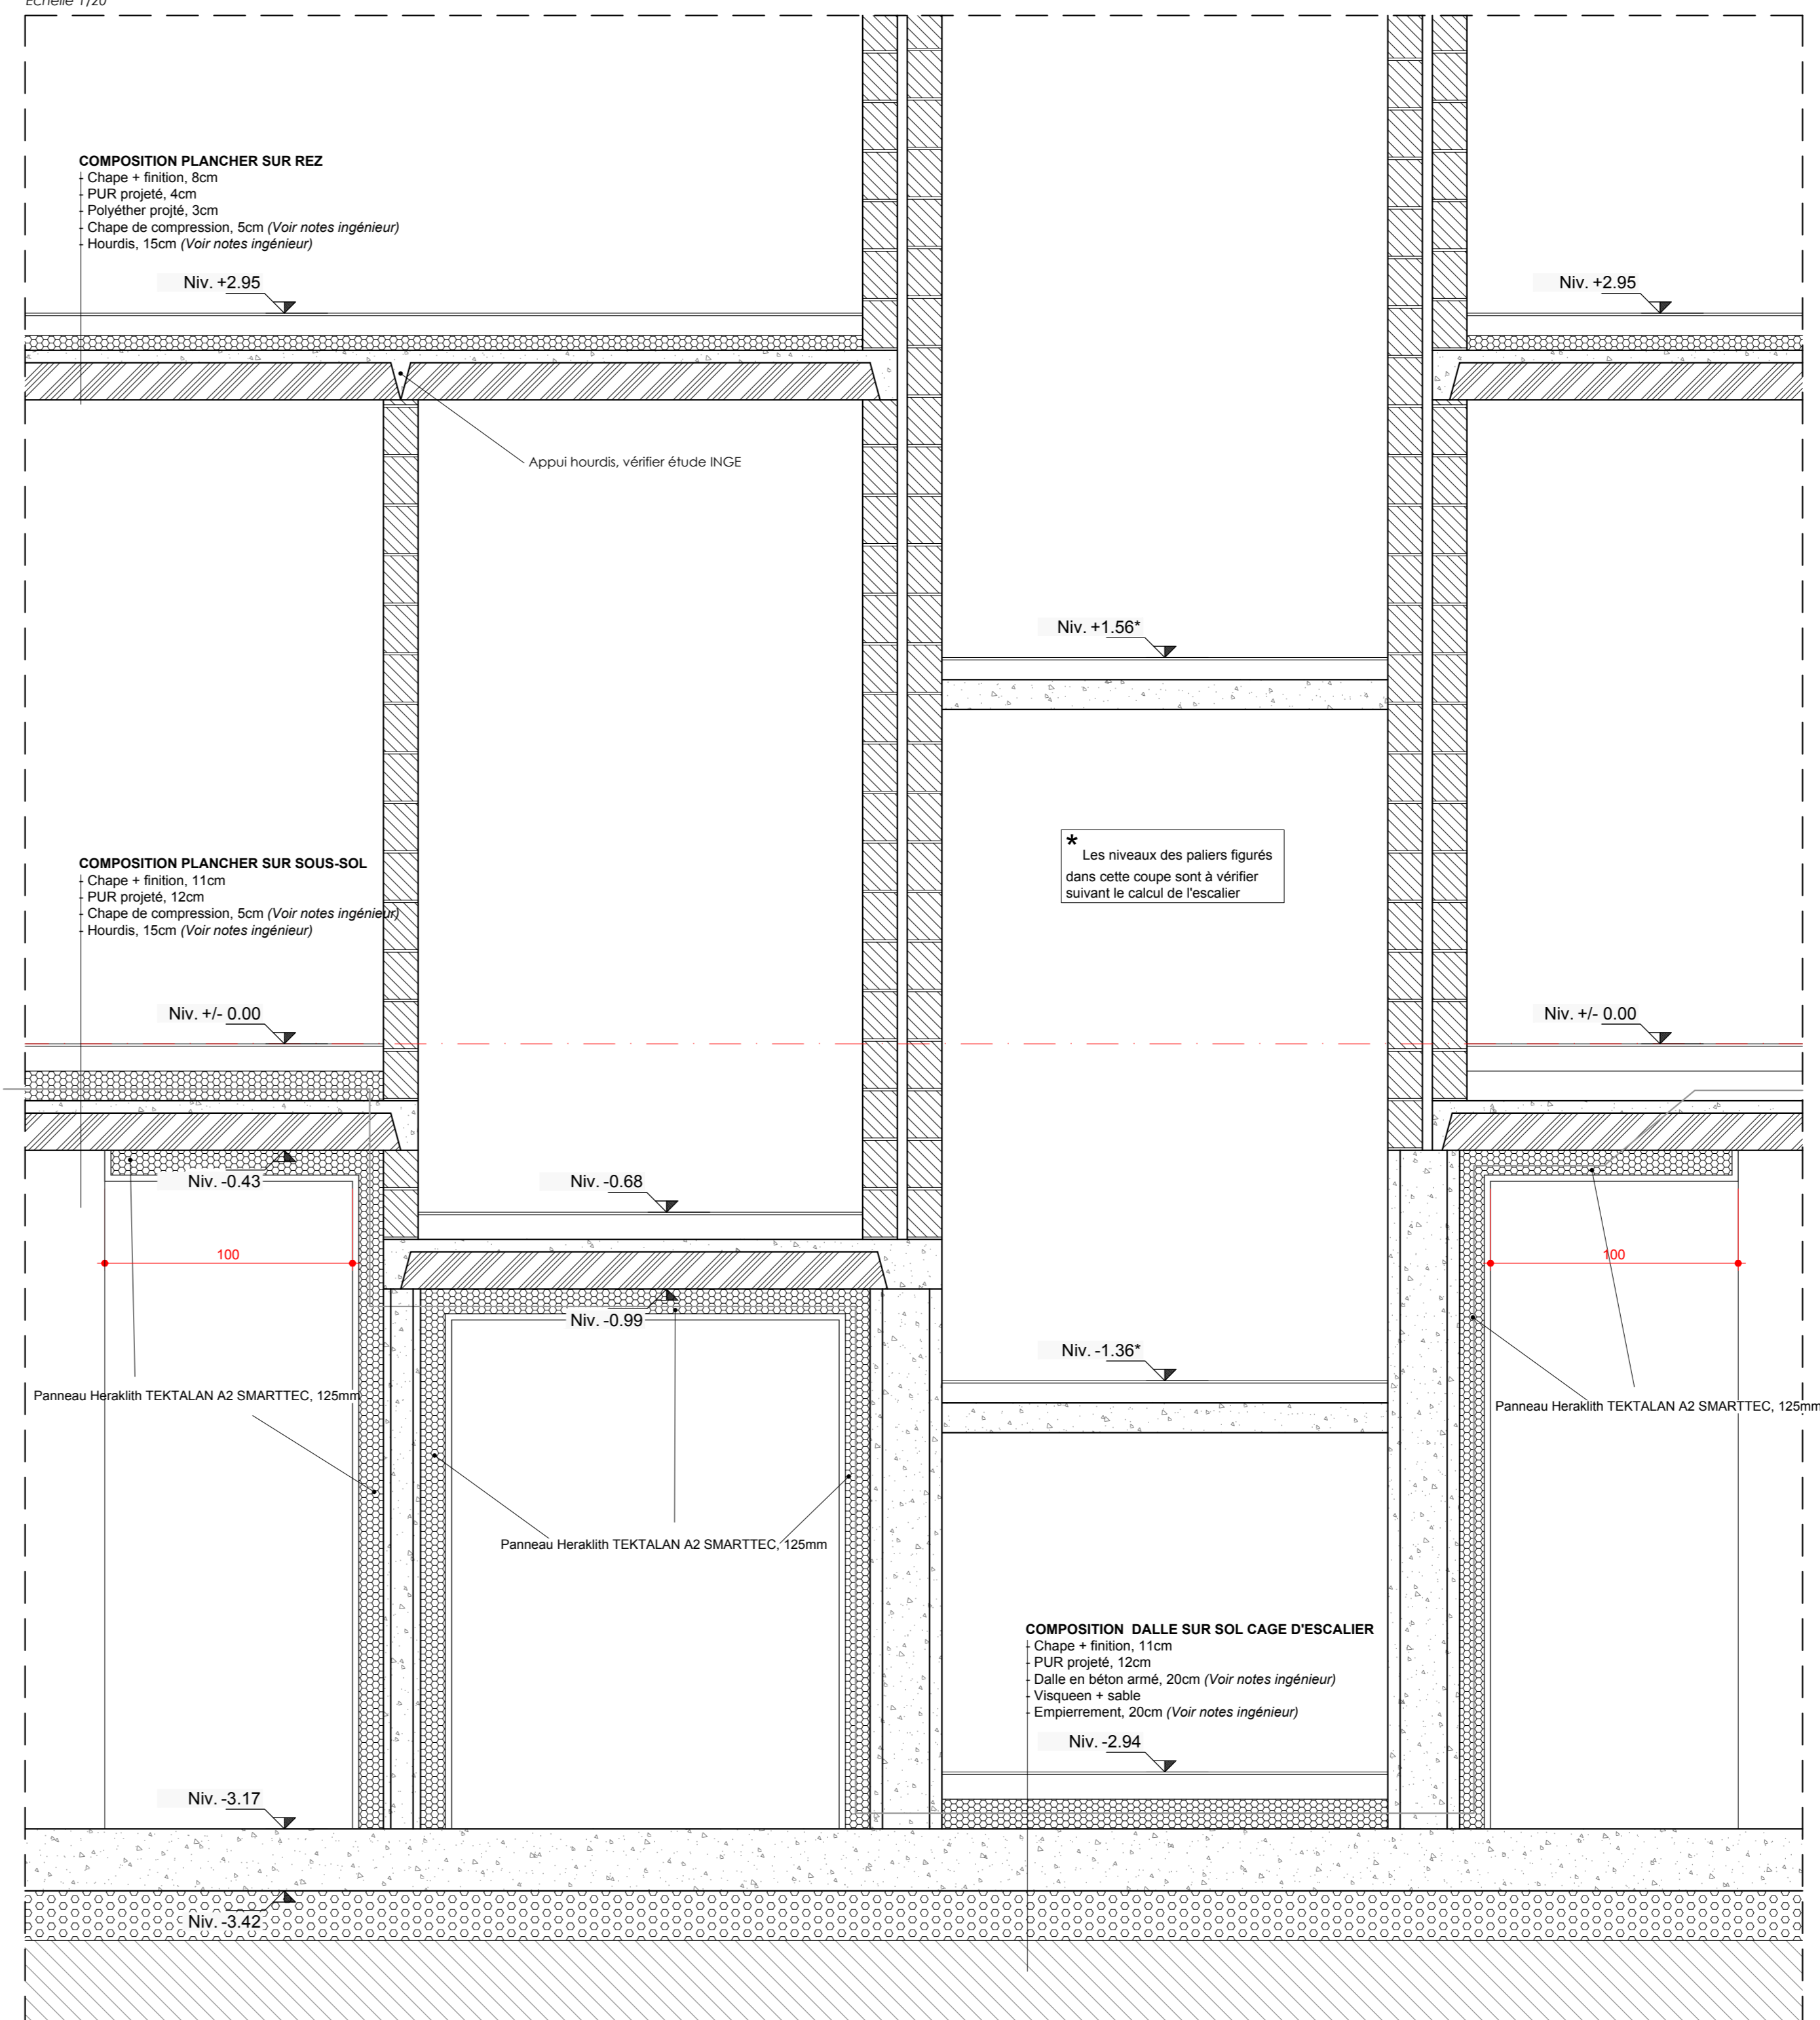 Echelle 1/20
COMPOSITION PLANCHER SUR REZ
- Chape + finition, 8cm
- PUR projeté, 4cm
- Polyéther projté, 3cm
- Chape de compression, 5cm (Voir notes ingénieur)
- Hourdis, 15cm (Voir notes ingénieur)
Niv. +2.95
Niv. +2.95
Appui hourdis, vérifier étude INGE
Niv. +1.56*
*
Les niveaux des paliers figurés
dans cette coupe sont à vérifier
suivant le calcul de l'escalier
COMPOSITION PLANCHER SUR SOUS-SOL
- Chape + finition, 11cm
- PUR projeté, 12cm
- Chape de compression, 5cm (Voir notes ingénieur)
- Hourdis, 15cm (Voir notes ingénieur)
Niv. +/- 0.00
Niv. +/- 0.00
Niv. -0.43
Niv. -0.68
100
100
Niv. -0.99
Niv. -1.36*
Panneau Heraklith TEKTALAN A2 SMARTTEC, 125mm
Panneau Heraklith TEKTALAN A2 SMARTTEC, 125mm
Panneau Heraklith TEKTALAN A2 SMARTTEC, 125mm
COMPOSITION DALLE SUR SOL CAGE D'ESCALIER
- Chape + finition, 11cm
- PUR projeté, 12cm
- Dalle en béton armé, 20cm (Voir notes ingénieur)
- Visqueen + sable
- Empierrement, 20cm (Voir notes ingénieur)
Niv. -2.94
Niv. -3.17
Niv. -3.42